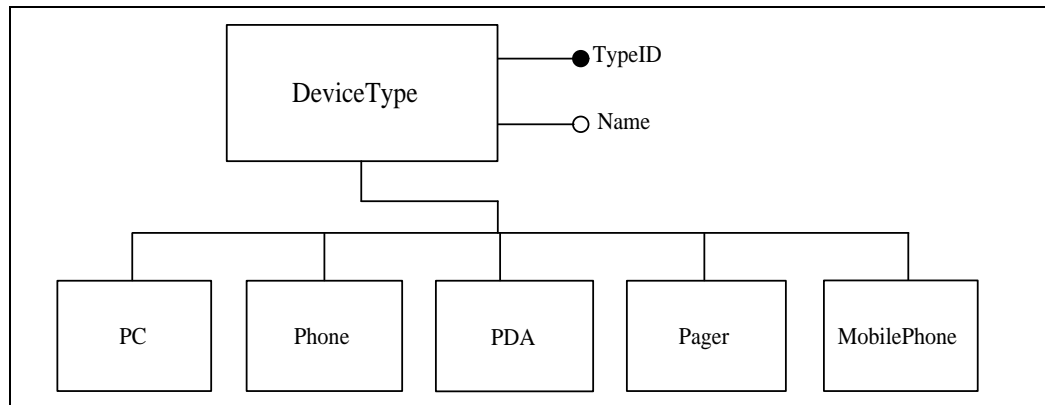 TypeID
DeviceType
Name
PC
Phone
PDA
Pager
MobilePhone